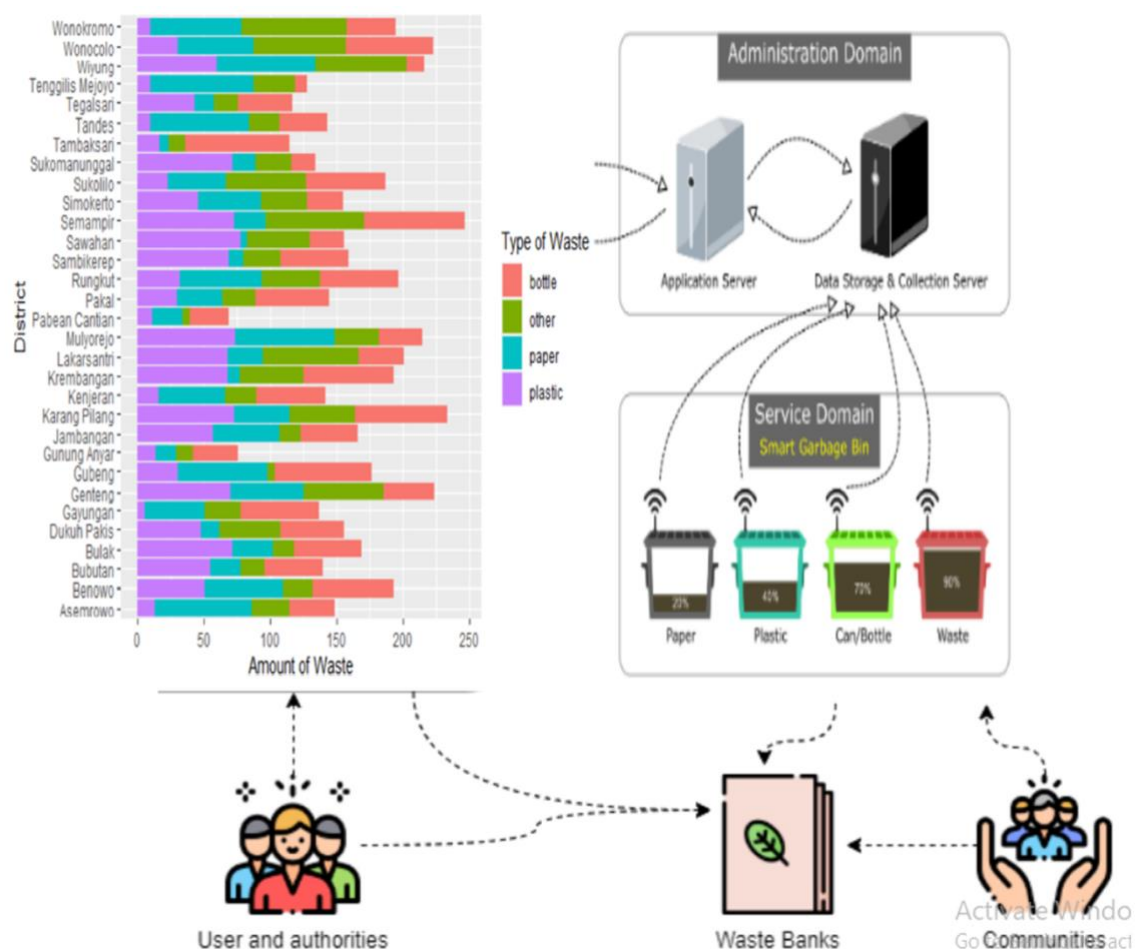 Wonokromo
Wonocolo
Wiyung
Tenggilis Mejoyo
Tegalsari
Tandes
Tambaksari
Sukomanunggal
Sukolilo
Simokerto
Semampir
Sawahan
Sambikerep
Rungkut
Pakal
Pabean Cantian
Mulyorejo
Lakarsantri
Krembangan
Kenjeran
Karang Pilang
Jambangan
Gunung Anyar
Gubeng
Genteng
Gayungan
Dukuh Pakis
Bulak
Bubutan
Benowo
Asemrowo
District
0 50 100 150 200 250
Amount of Waste
Type of Waste
bottle
other
paper
plastic
Administration Domain
Application Server
Data Storage & Collection Server
Service Domain
Smart Garbage Bin
20% 40% 70% 90%
Paper Plastic Can/Bottle Waste
User and authorities
Waste Banks
Communities
Activate Windo
Go